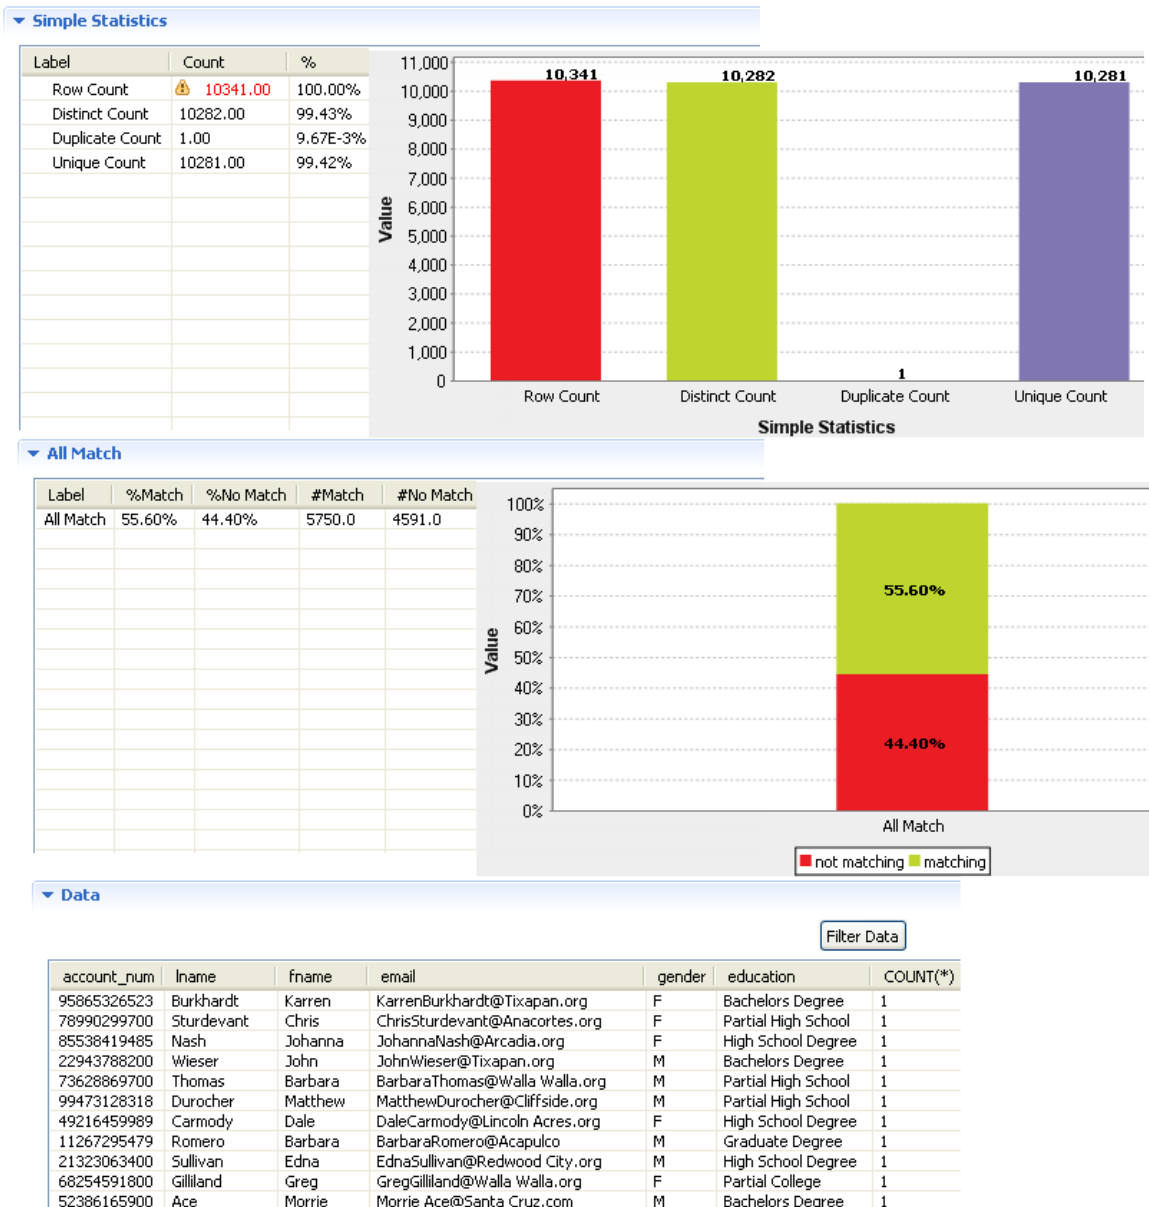 Simple Statistics
Label Count %
Row Count 10341.00 100.00%
Distinct Count 10282.00 99.43%
Duplicate Count 1.00 9.67E-3%
Unique Count 10281.00 99.42%
11,000
10,000
9,000
8,000
7,000
6,000
5,000
4,000
3,000
2,000
1,000
0
Value
10,341 10,282 1 10,281
Row Count Distinct Count Duplicate Count Unique Count
Simple Statistics
All Match
Label %Match %No Match #Match #No Match
All Match 55.60% 44.40% 5750.0 4591.0
100%
90%
80%
70%
60%
50%
40%
30%
20%
10%
0%
Value
55.60%
44.40%
All Match
not matching matching
Data
Filter Data
account_num lname fname email gender education COUNT(*)
95865326523 Burkhardt Karren KarrenBurkhardt@Tixapan.org F Bachelors Degree 1
78990299700 Sturdevant Chris ChrisSturdevant@Anacortes.org F Partial High School 1
85538419485 Nash Johanna JohannaNash@Arcadia.org F High School Degree 1
22943788200 Wieser John JohnWieser@Tixapan.org M Bachelors Degree 1
73628869700 Thomas Barbara BarbaraThomas@Walla Walla.org M Partial High School 1
99473128318 Durocher Matthew MatthewDurocher@Cliffside.org M Partial High School 1
49216459989 Carmody Dale DaleCarmody@Lincoln Acres.org F High School Degree 1
11267295479 Romero Barbara BarbaraRomero@Acapulco M Graduate Degree 1
21323063400 Sullivan Edna EdnaSullivan@Redwood City.org M High School Degree 1
68254591800 Gilliland Greg GregGilliland@Walla Walla.org F Partial College 1
52386165900 Ace Morrie Morrie Ace@Santa Cruz.com M Bachelors Degree 1